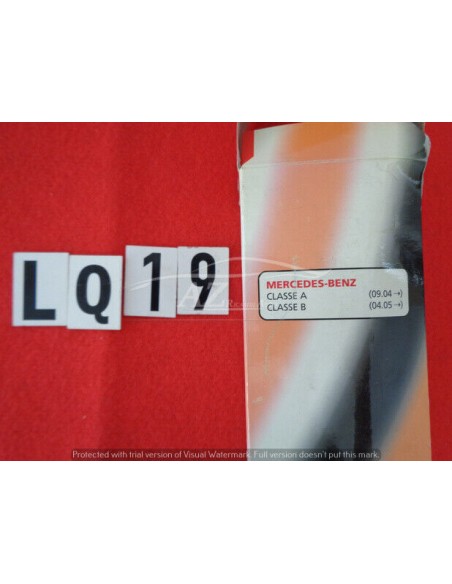 LQ19
MERCEDES-BENZ
CLASSE A (09.04→)
CLASSE B (04.05→)
AZ
Protected with trial version of Visual Watermark. Full version doesn't put this mark.